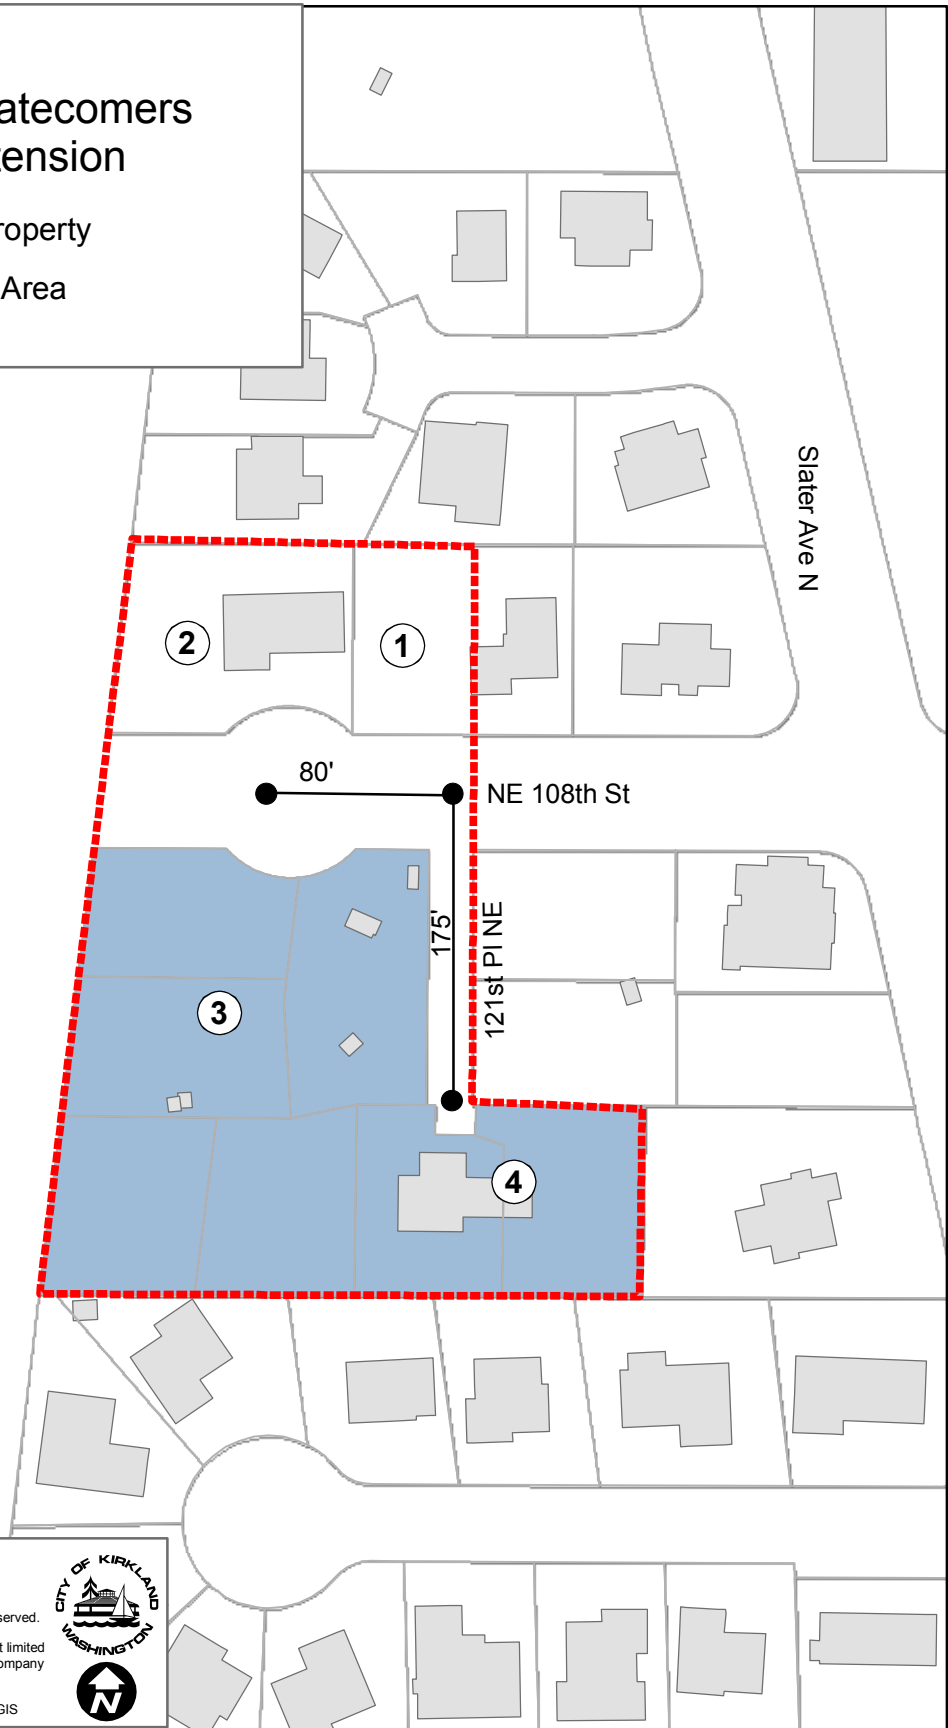 atecomers
tension
roperty
Area
Slater Ave N
2
1
80'
NE 108th St
175'
121st Pl NE
3
4
CITY OF KIRKLAND
WASHINGTON
served.
t limited
ompany
GIS
N